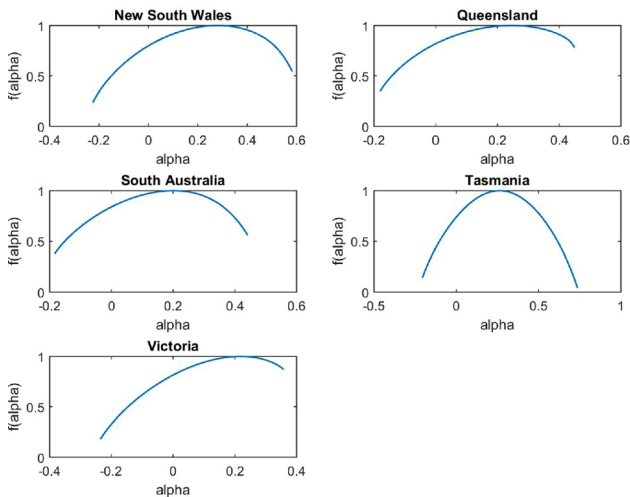 New South Wales
1
0.5
0
f(alpha)
-0.4 -0.2 0 0.2 0.4 0.6
alpha
Queensland
1
0.5
0
f(alpha)
-0.2 0 0.2 0.4 0.6
alpha
South Australia
1
0.5
0
f(alpha)
-0.2 0 0.2 0.4 0.6
alpha
Tasmania
1
0.5
0
f(alpha)
-0.5 0 0.5 1
alpha
Victoria
1
0.5
0
f(alpha)
-0.4 -0.2 0 0.2 0.4
alpha